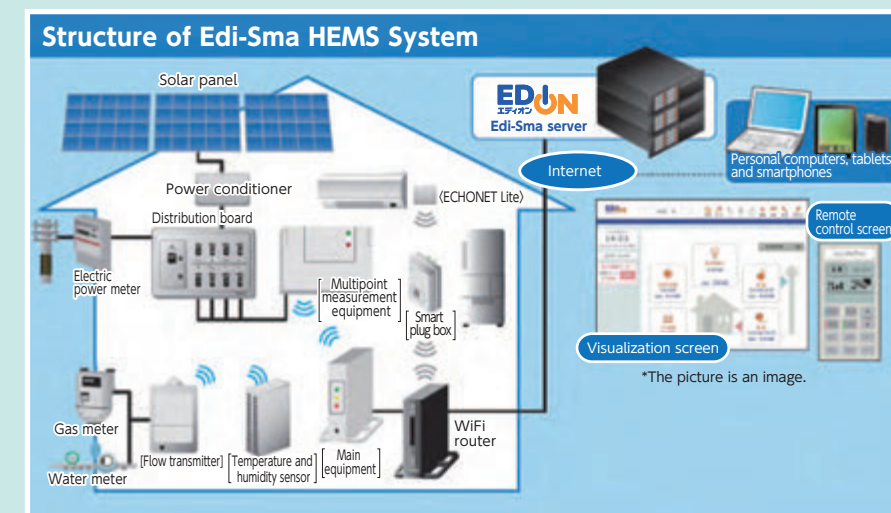 Structure of Edi-Sma HEMS System
Solar panel
EDION
エディオン
Edi-Sma server
Internet
Personal computers, tablets
and smartphones
Power conditioner
〈ECHONET Lite〉
Distribution board
Remote
control screen
Electric
power meter
Multipoint
measurement
equipment
Smart
plug box
Visualization screen
*The picture is an image.
Gas meter
WiFi
router
[Flow transmitter]
Temperature and
humidity sensor
Main
equipment
Water meter